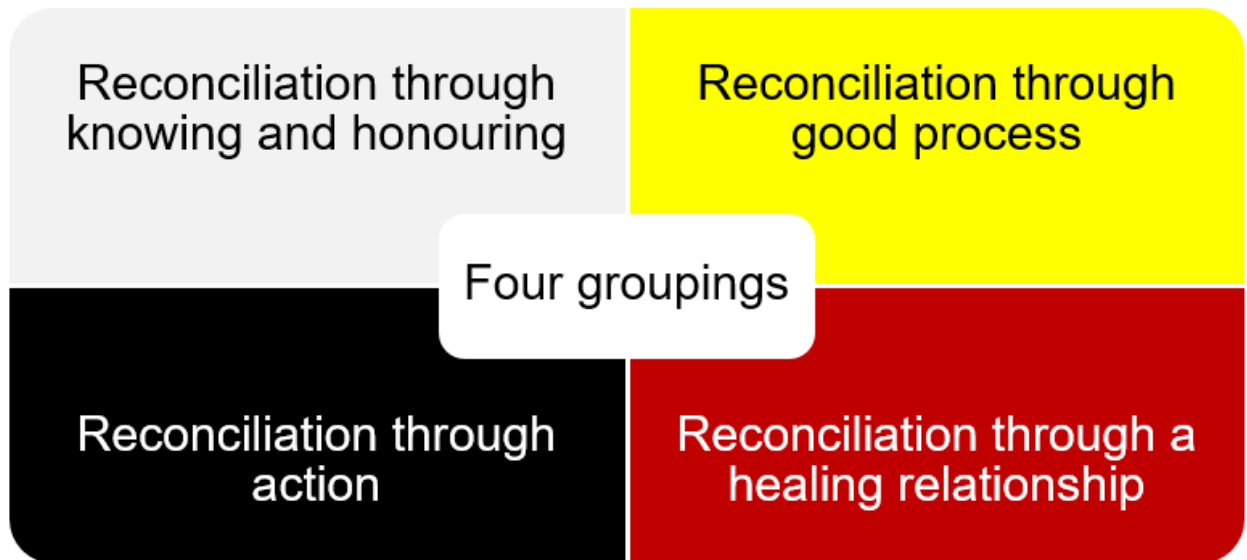 Reconciliation through
knowing and honouring
Reconciliation through
good process
Four groupings
Reconciliation through
action
Reconciliation through a
healing relationship